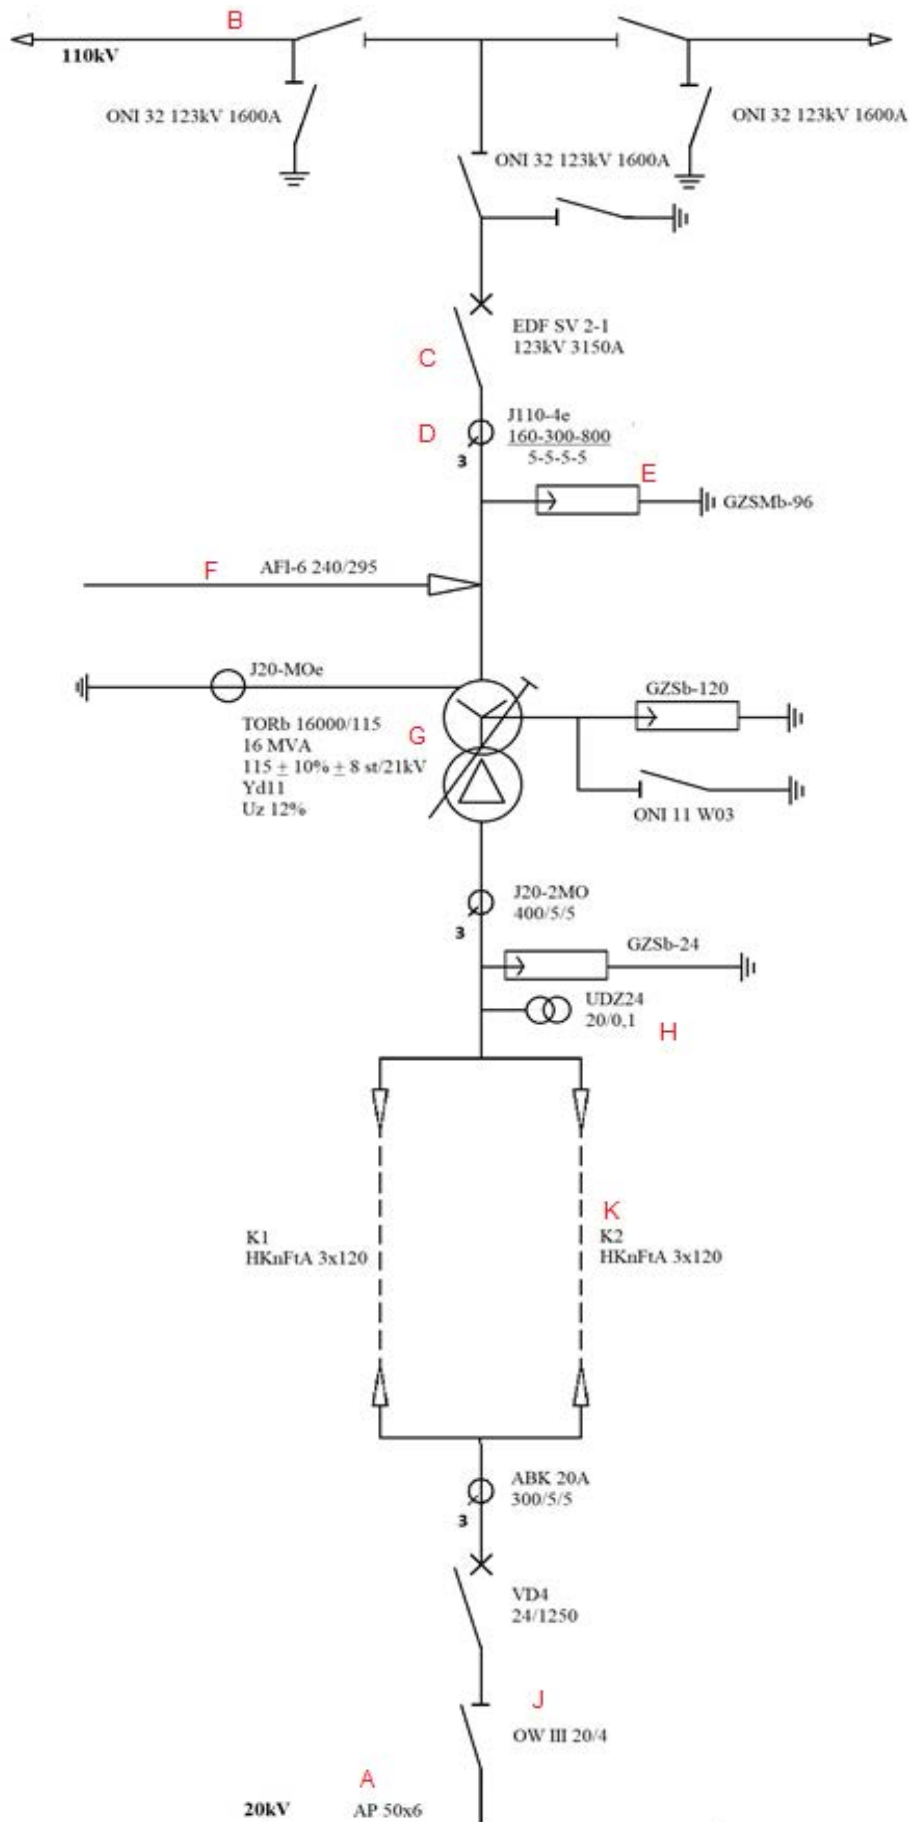 B
110kV
ONI 32 123kV 1600A
ONI 32 123kV 1600A
ONI 32 123kV 1600A
EDF SV 2-1
123kV 3150A
C
D
3
J110-4e
160-300-800
5-5-5-5
E
GZSMb-96
F
AFl-6 240/295
J20-MOe
TORb 16000/115
16 MVA
115 ± 10% ± 8 st/21kV
Yd11
Uz 12%
G
GZSb-120
ONI 11 W03
J20-2MO
400/5/5
3
GZSb-24
UDZ24
20/0,1
H
K1
HKnFtA 3x120
K
K2
HKnFtA 3x120
ABK 20A
300/5/5
3
VD4
24/1250
J
OW III 20/4
A
20kV
AP 50x6